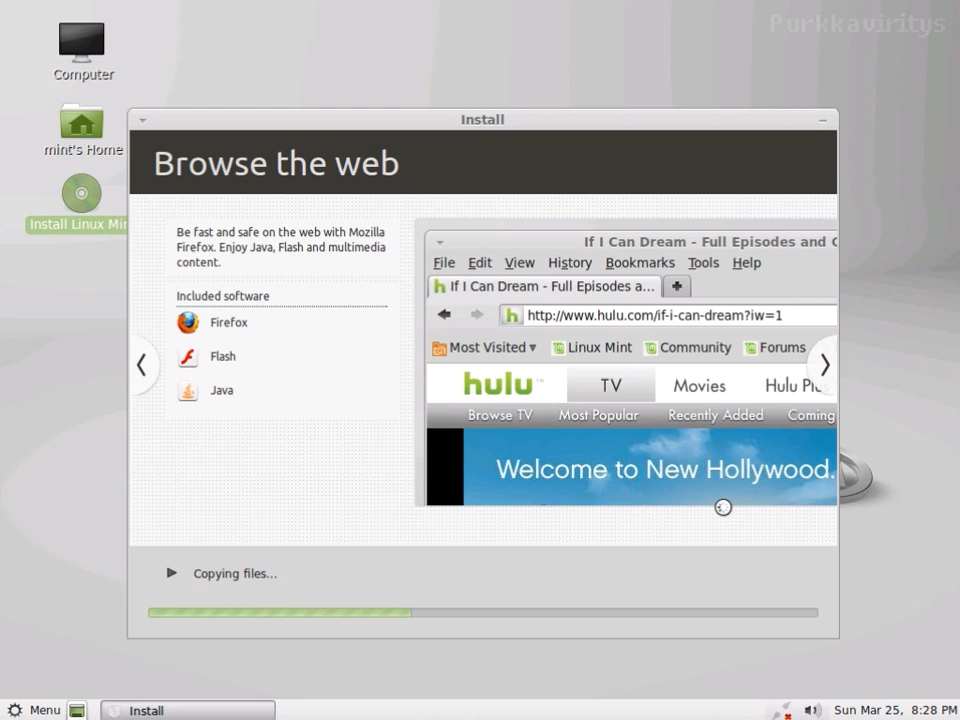 Purkkaviritys
Computer
mint's Home
Install Linux Min
Install
Browse the web
Be fast and safe on the web with Mozilla
Firefox. Enjoy Java, Flash and multimedia
content.
Included software
Firefox
Flash
Java
If I Can Dream - Full Episodes and C
File Edit View History Bookmarks Tools Help
h If I Can Dream - Full Episodes a...
h http://www.hulu.com/if-i-can-dream?iw=1
Most Visited Linux Mint Community Forums
hulu™ TV Movies Hulu Plus
Browse TV Most Popular Recently Added Coming
Welcome to New Hollywood.
Copying files...
Menu Install Sun Mar 25, 8:28 PM